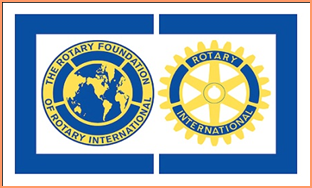 THE ROTARY FOUNDATION
OF ROTARY INTERNATIONAL
ROTARY
INTERNATIONAL